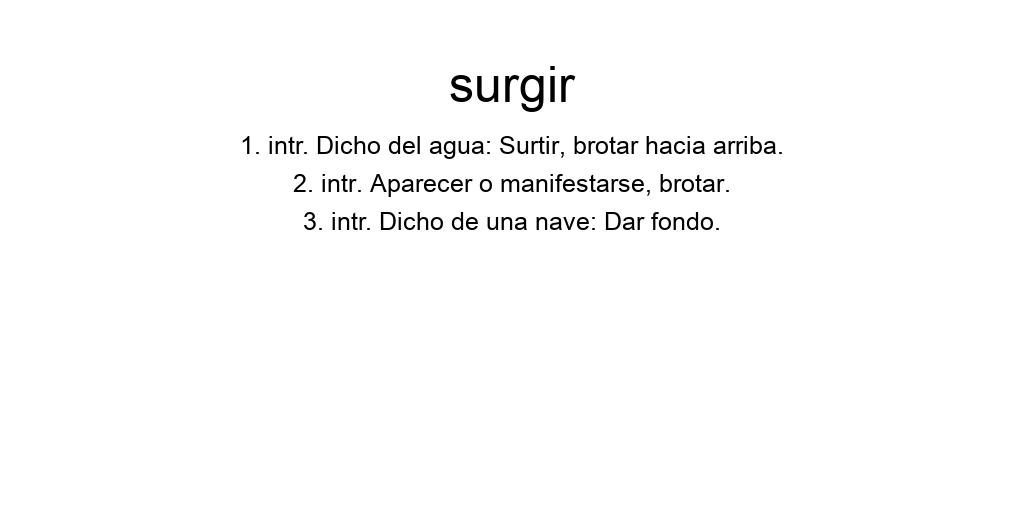 surgir
1. intr. Dicho del agua: Surtir, brotar hacia arriba.
2. intr. Aparecer o manifestarse, brotar.
3. intr. Dicho de una nave: Dar fondo.